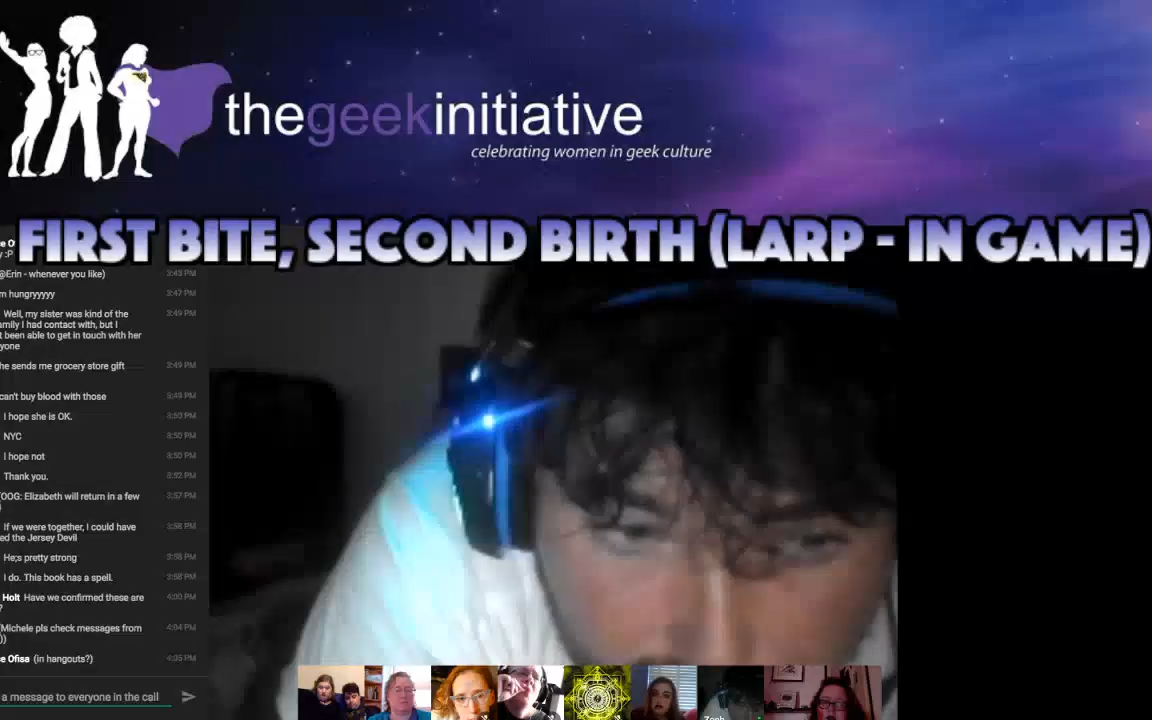 thegeekinitiative
celebrating women in geek culture
FIRST BITE, SECOND BIRTH (LARP - IN GAME)
e O
y :P
@Erin - whenever you like) 3:43 PM
m hungryyyyy 3:47 PM
Well, my sister was kind of the 3:49 PM
amily I had contact with, but I
t been able to get in touch with her
yone
he sends me grocery store gift 3:49 PM
can't buy blood with those 3:49 PM
I hope she is OK. 3:50 PM
NYC 3:50 PM
I hope not 3:50 PM
Thank you. 3:52 PM
OOG: Elizabeth will return in a few 3:57 PM
)
If we were together, I could have 3:58 PM
ed the Jersey Devil
He;s pretty strong 3:58 PM
I do. This book has a spell. 3:58 PM
Holt Have we confirmed these are 4:00 PM
?
(Michele pls check messages from 4:04 PM
))
e Ofisa (in hangouts?) 4:35 PM
a message to everyone in the call
Zeph